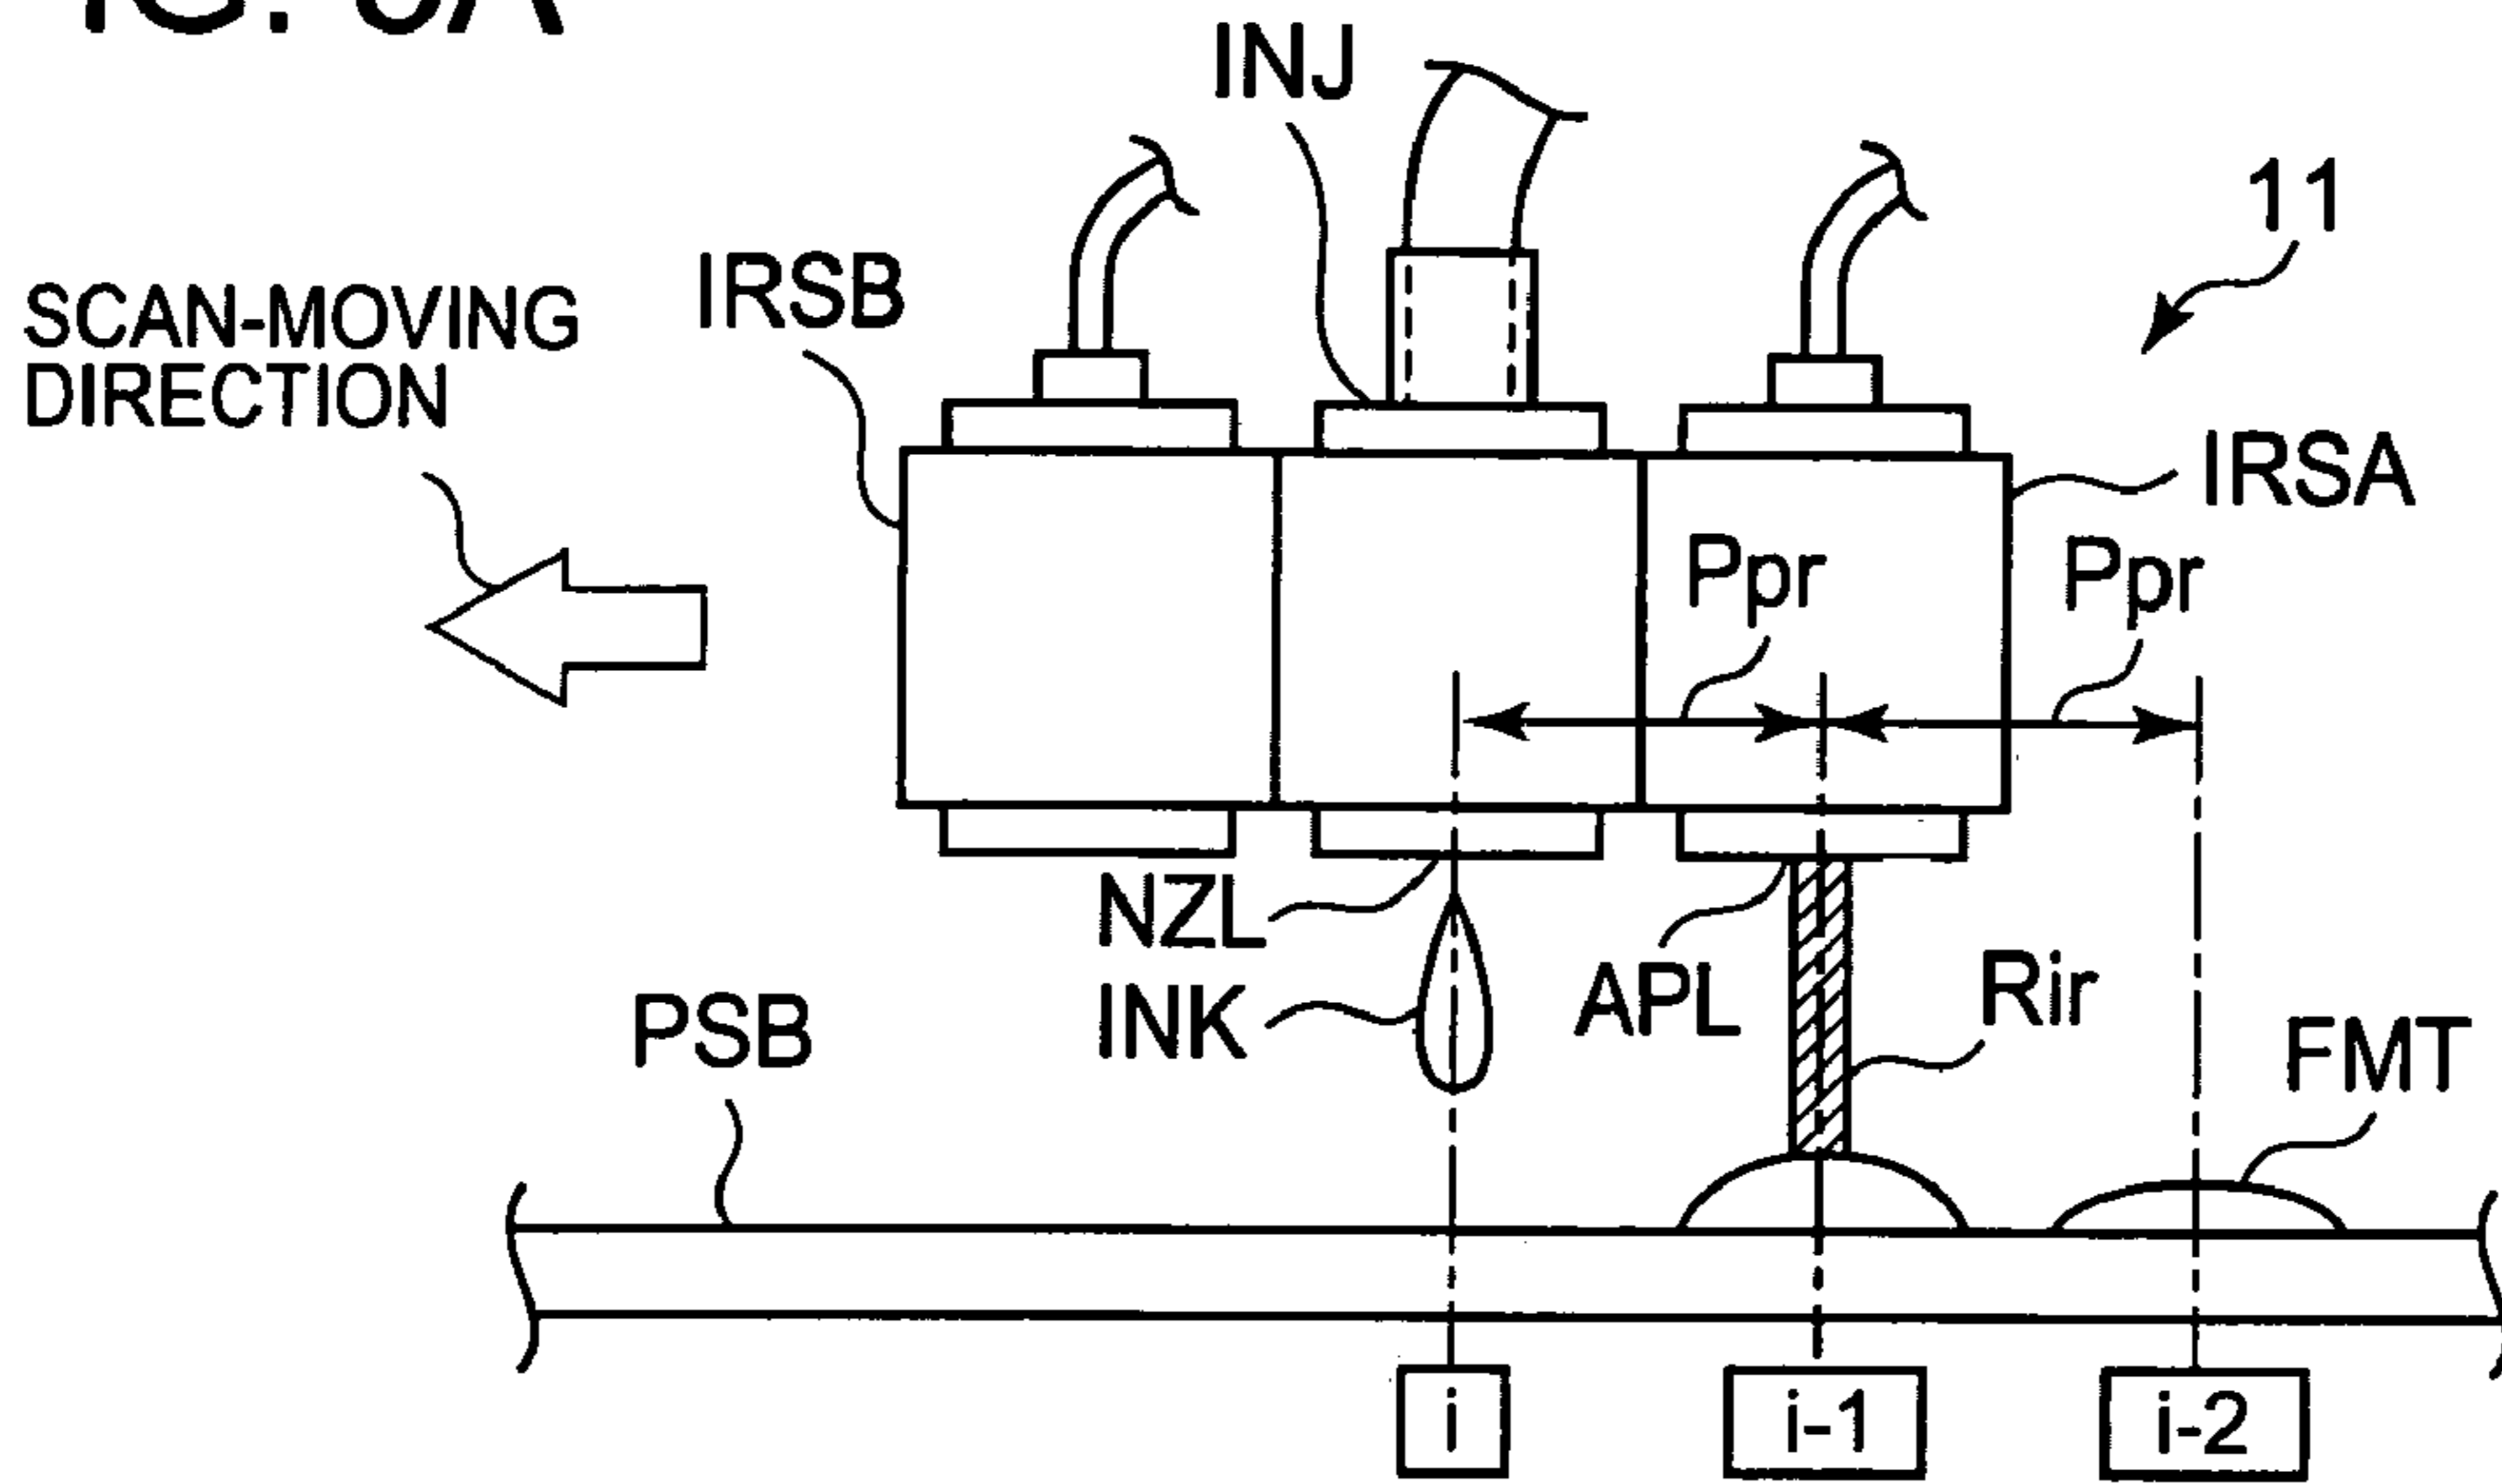 INJ
11
SCAN-MOVING
DIRECTION
IRSB
IRSA
Ppr
Ppr
NZL
INK
APL
Rir
PSB
FMT
i
i-1
i-2